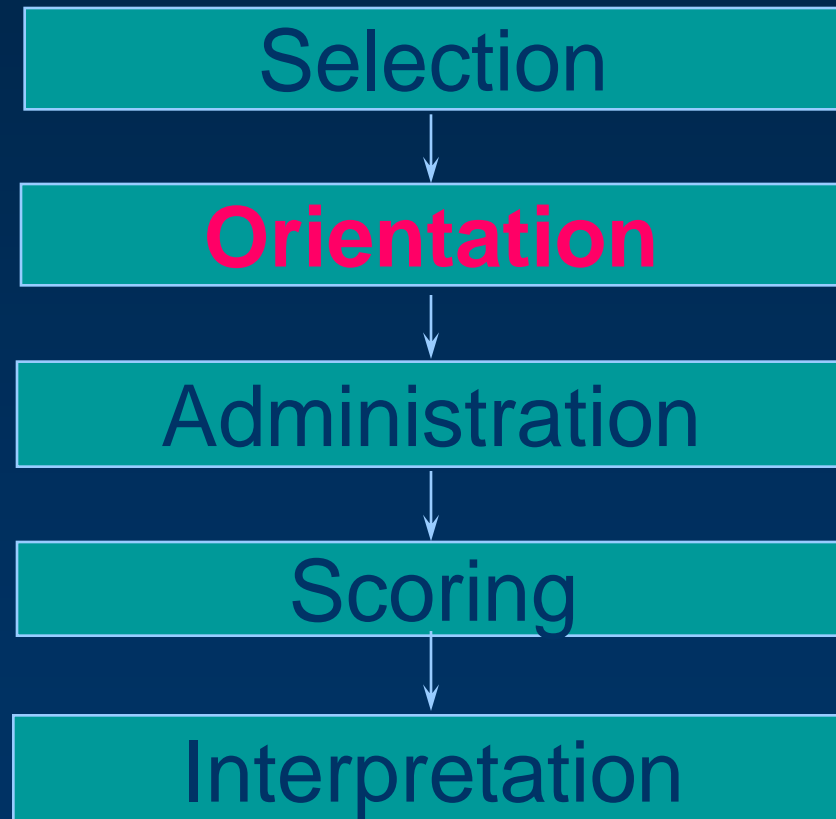 Selection
Orientation
Administration
Scoring
Interpretation